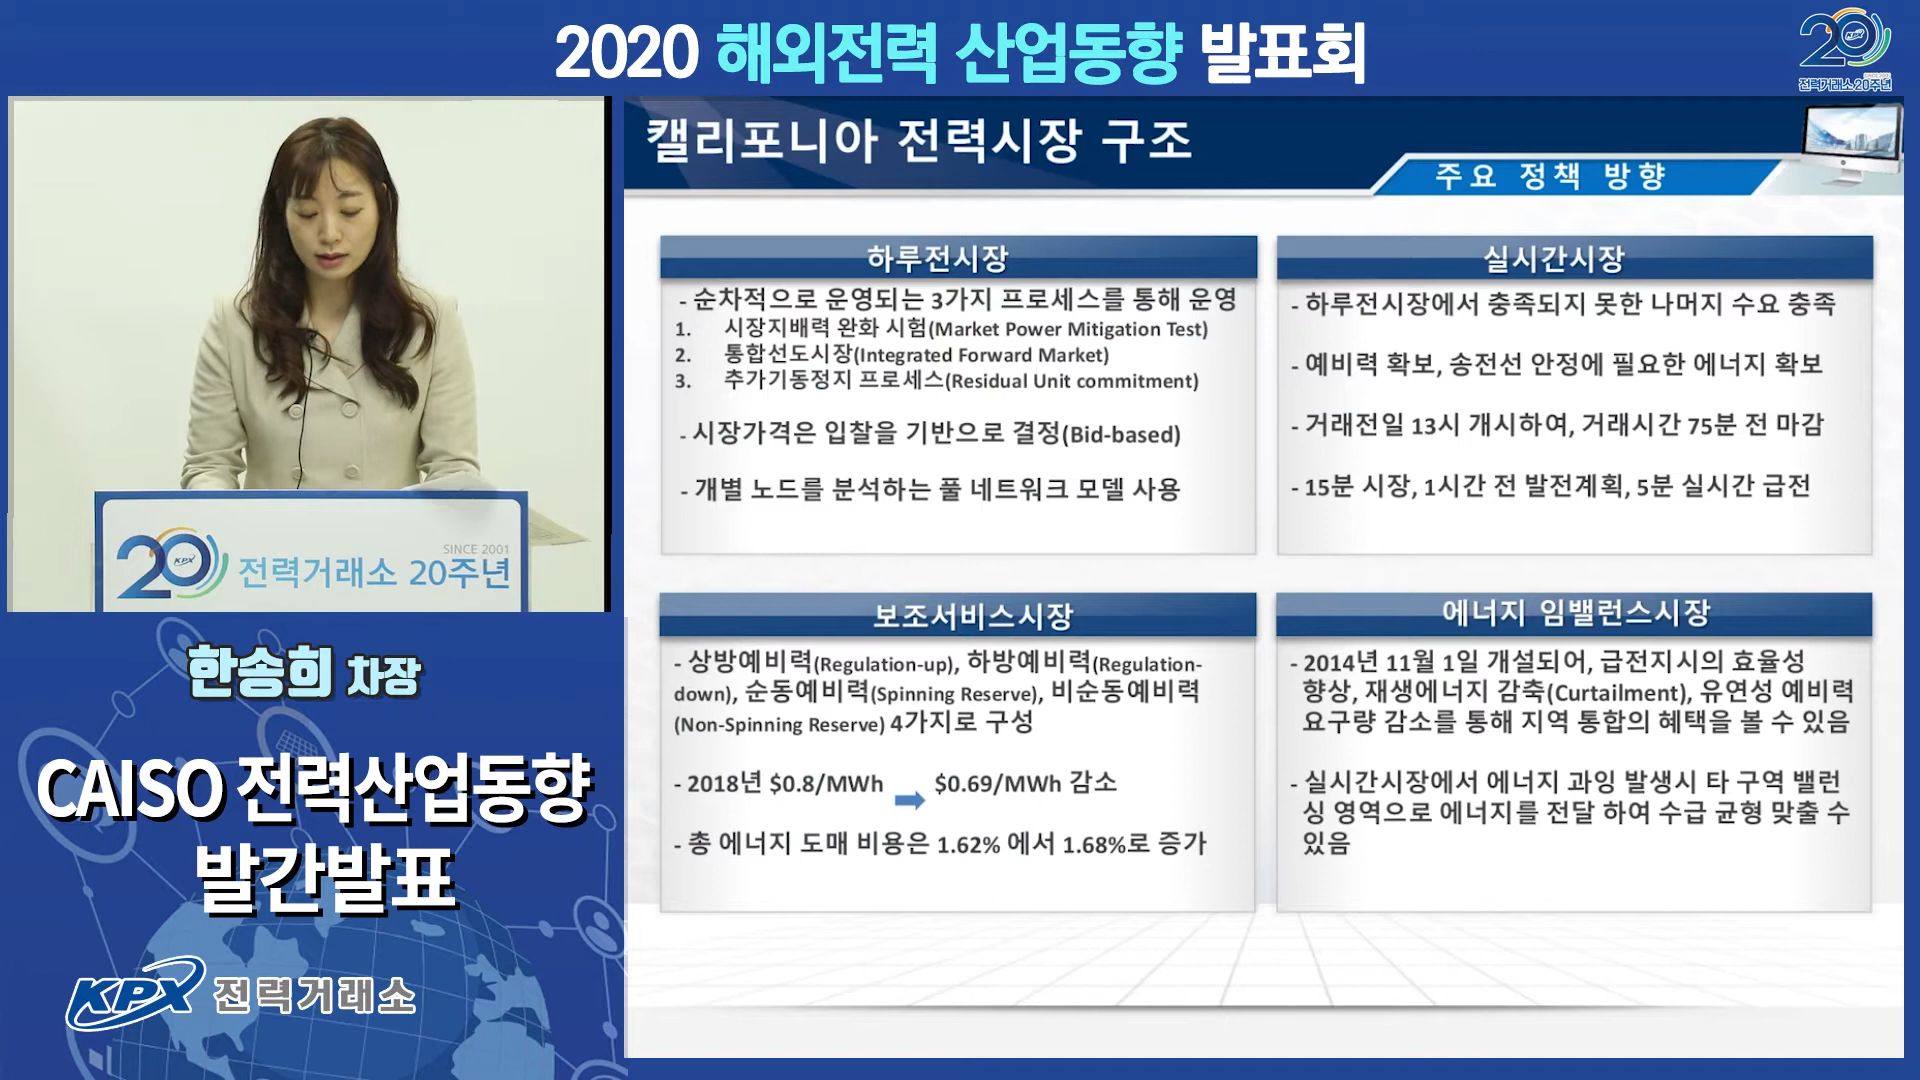 2020 해외전력 산업동향 발표회
20
KPX
SINCE 2001
전력거래소 20주년
캘리포니아 전력시장 구조
주요 정책 방향
하루전시장
- 순차적으로 운영되는 3가지 프로세스를 통해 운영
1. 시장지배력 완화 시험(Market Power Mitigation Test)
2. 통합선도시장(Integrated Forward Market)
3. 추가기동정지 프로세스(Residual Unit commitment)
- 시장가격은 입찰을 기반으로 결정(Bid-based)
- 개별 노드를 분석하는 풀 네트워크 모델 사용
실시간시장
- 하루전시장에서 충족되지 못한 나머지 수요 충족
- 예비력 확보, 송전선 안정에 필요한 에너지 확보
- 거래전일 13시 개시하여, 거래시간 75분 전 마감
- 15분 시장, 1시간 전 발전계획, 5분 실시간 급전
보조서비스시장
- 상방예비력(Regulation-up), 하방예비력(Regulation-
down), 순동예비력(Spinning Reserve), 비순동예비력
(Non-Spinning Reserve) 4가지로 구성
- 2018년 $0.8/MWh $0.69/MWh 감소
- 총 에너지 도매 비용은 1.62% 에서 1.68%로 증가
에너지 임밸런스시장
- 2014년 11월 1일 개설되어, 급전지시의 효율성
향상, 재생에너지 감축(Curtailment), 유연성 예비력
요구량 감소를 통해 지역 통합의 혜택을 볼 수 있음
- 실시간시장에서 에너지 과잉 발생시 타 구역 밸런
싱 영역으로 에너지를 전달 하여 수급 균형 맞출 수
있음
20
KPX
SINCE 2001
전력거래소 20주년
한송희 차장
CAISO 전력산업동향
발간발표
KPX 전력거래소